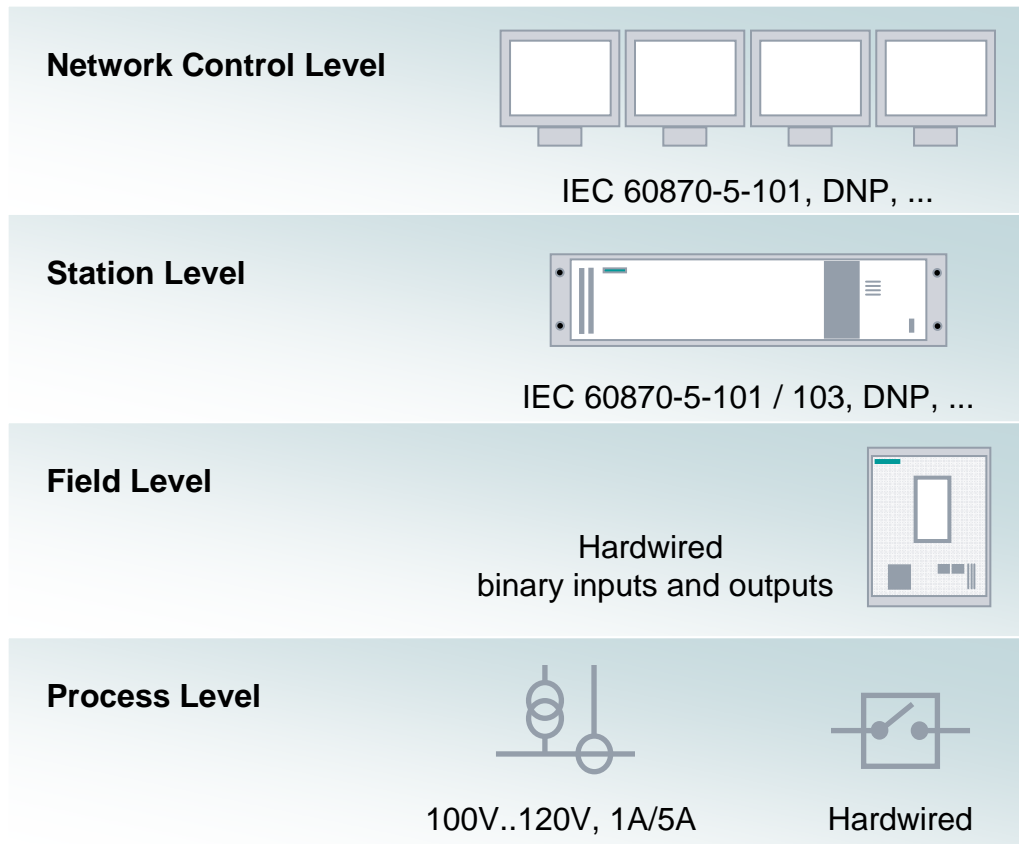 Network Control Level
IEC 60870-5-101, DNP, ...
Station Level
IEC 60870-5-101 / 103, DNP, ...
Field Level
Hardwired
binary inputs and outputs
Process Level
100V..120V, 1A/5A
Hardwired